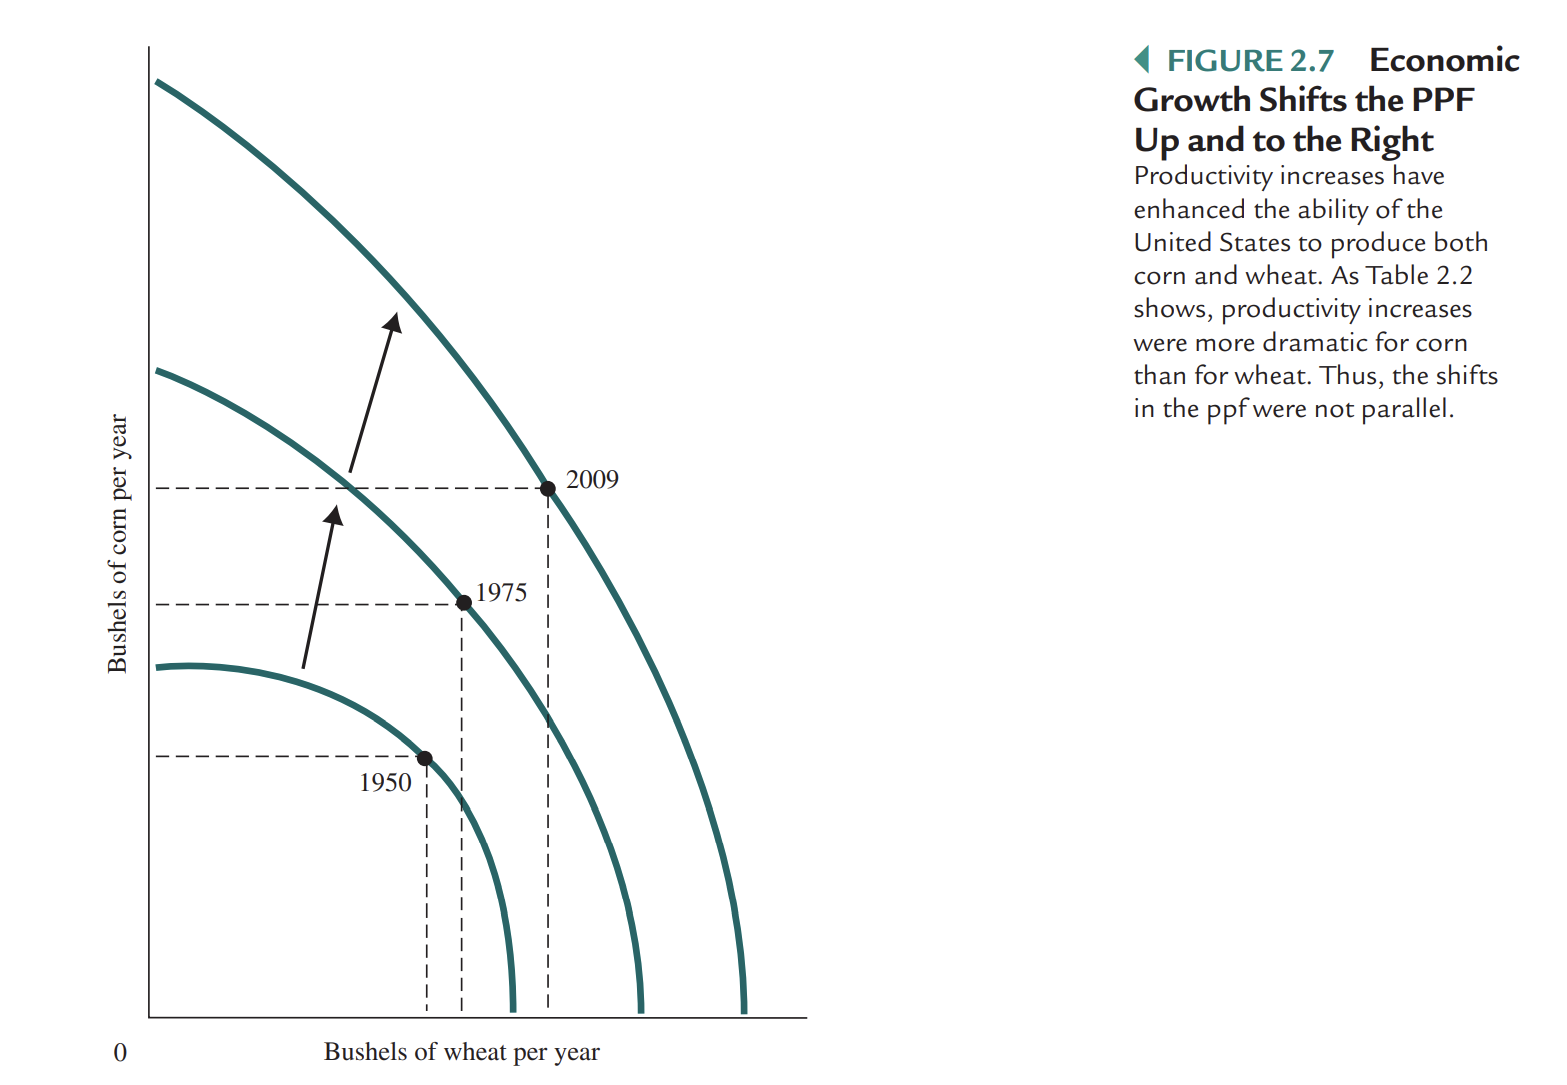 FIGURE 2.7 Economic
Growth Shifts the PPF
Up and to the Right
Productivity increases have
enhanced the ability of the
United States to produce both
corn and wheat. As Table 2.2
shows, productivity increases
were more dramatic for corn
than for wheat. Thus, the shifts
in the ppf were not parallel.
Bushels of corn per year
2009
1975
1950
0
Bushels of wheat per year